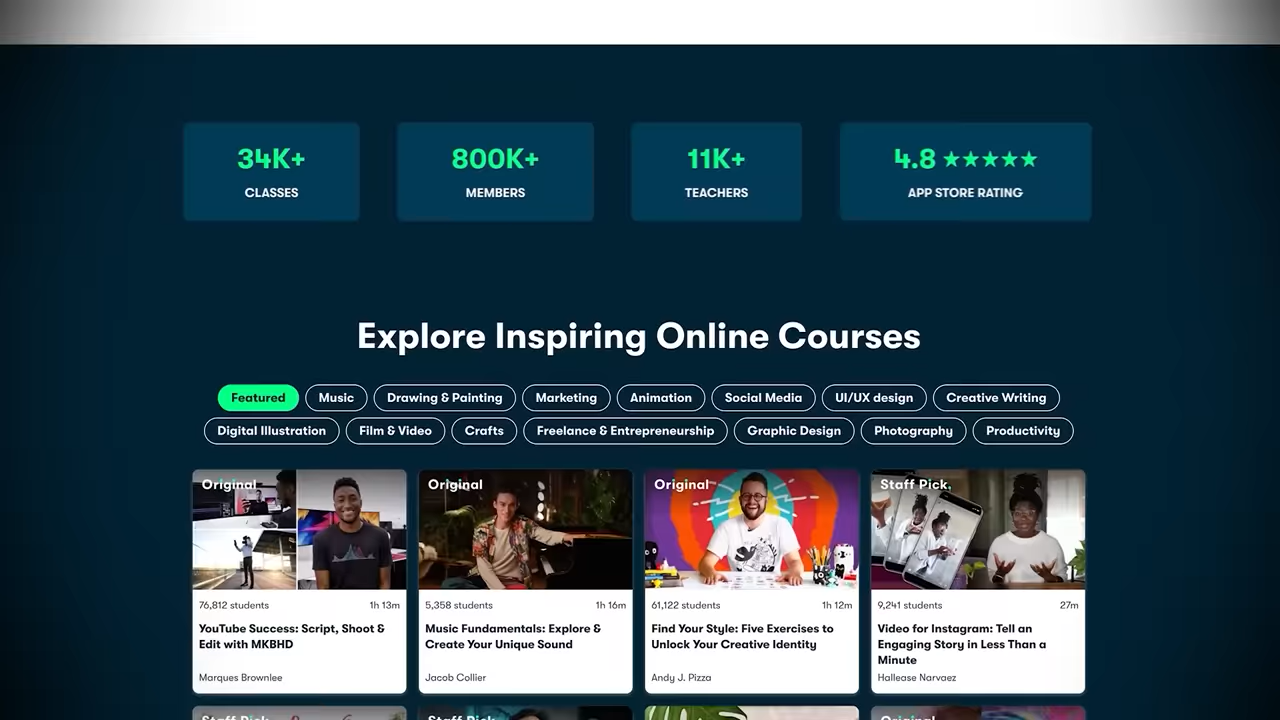 34K+
CLASSES
800K+
MEMBERS
11K+
TEACHERS
4.8 ★★★★★
APP STORE RATING
Explore Inspiring Online Courses
Featured
Music
Drawing & Painting
Marketing
Animation
Social Media
UI/UX design
Creative Writing
Digital Illustration
Film & Video
Crafts
Freelance & Entrepreneurship
Graphic Design
Photography
Productivity
Original
76,812 students
1h 13m
YouTube Success: Script, Shoot &
Edit with MKBHD
Marques Brownlee
Original
5,358 students
1h 16m
Music Fundamentals: Explore &
Create Your Unique Sound
Jacob Collier
Original
61,122 students
1h 12m
Find Your Style: Five Exercises to
Unlock Your Creative Identity
Andy J. Pizza
Staff Pick
9,241 students
27m
Video for Instagram: Tell an
Engaging Story in Less Than a
Minute
Hallease Narvaez
Staff Pick
Staff Pick
Original